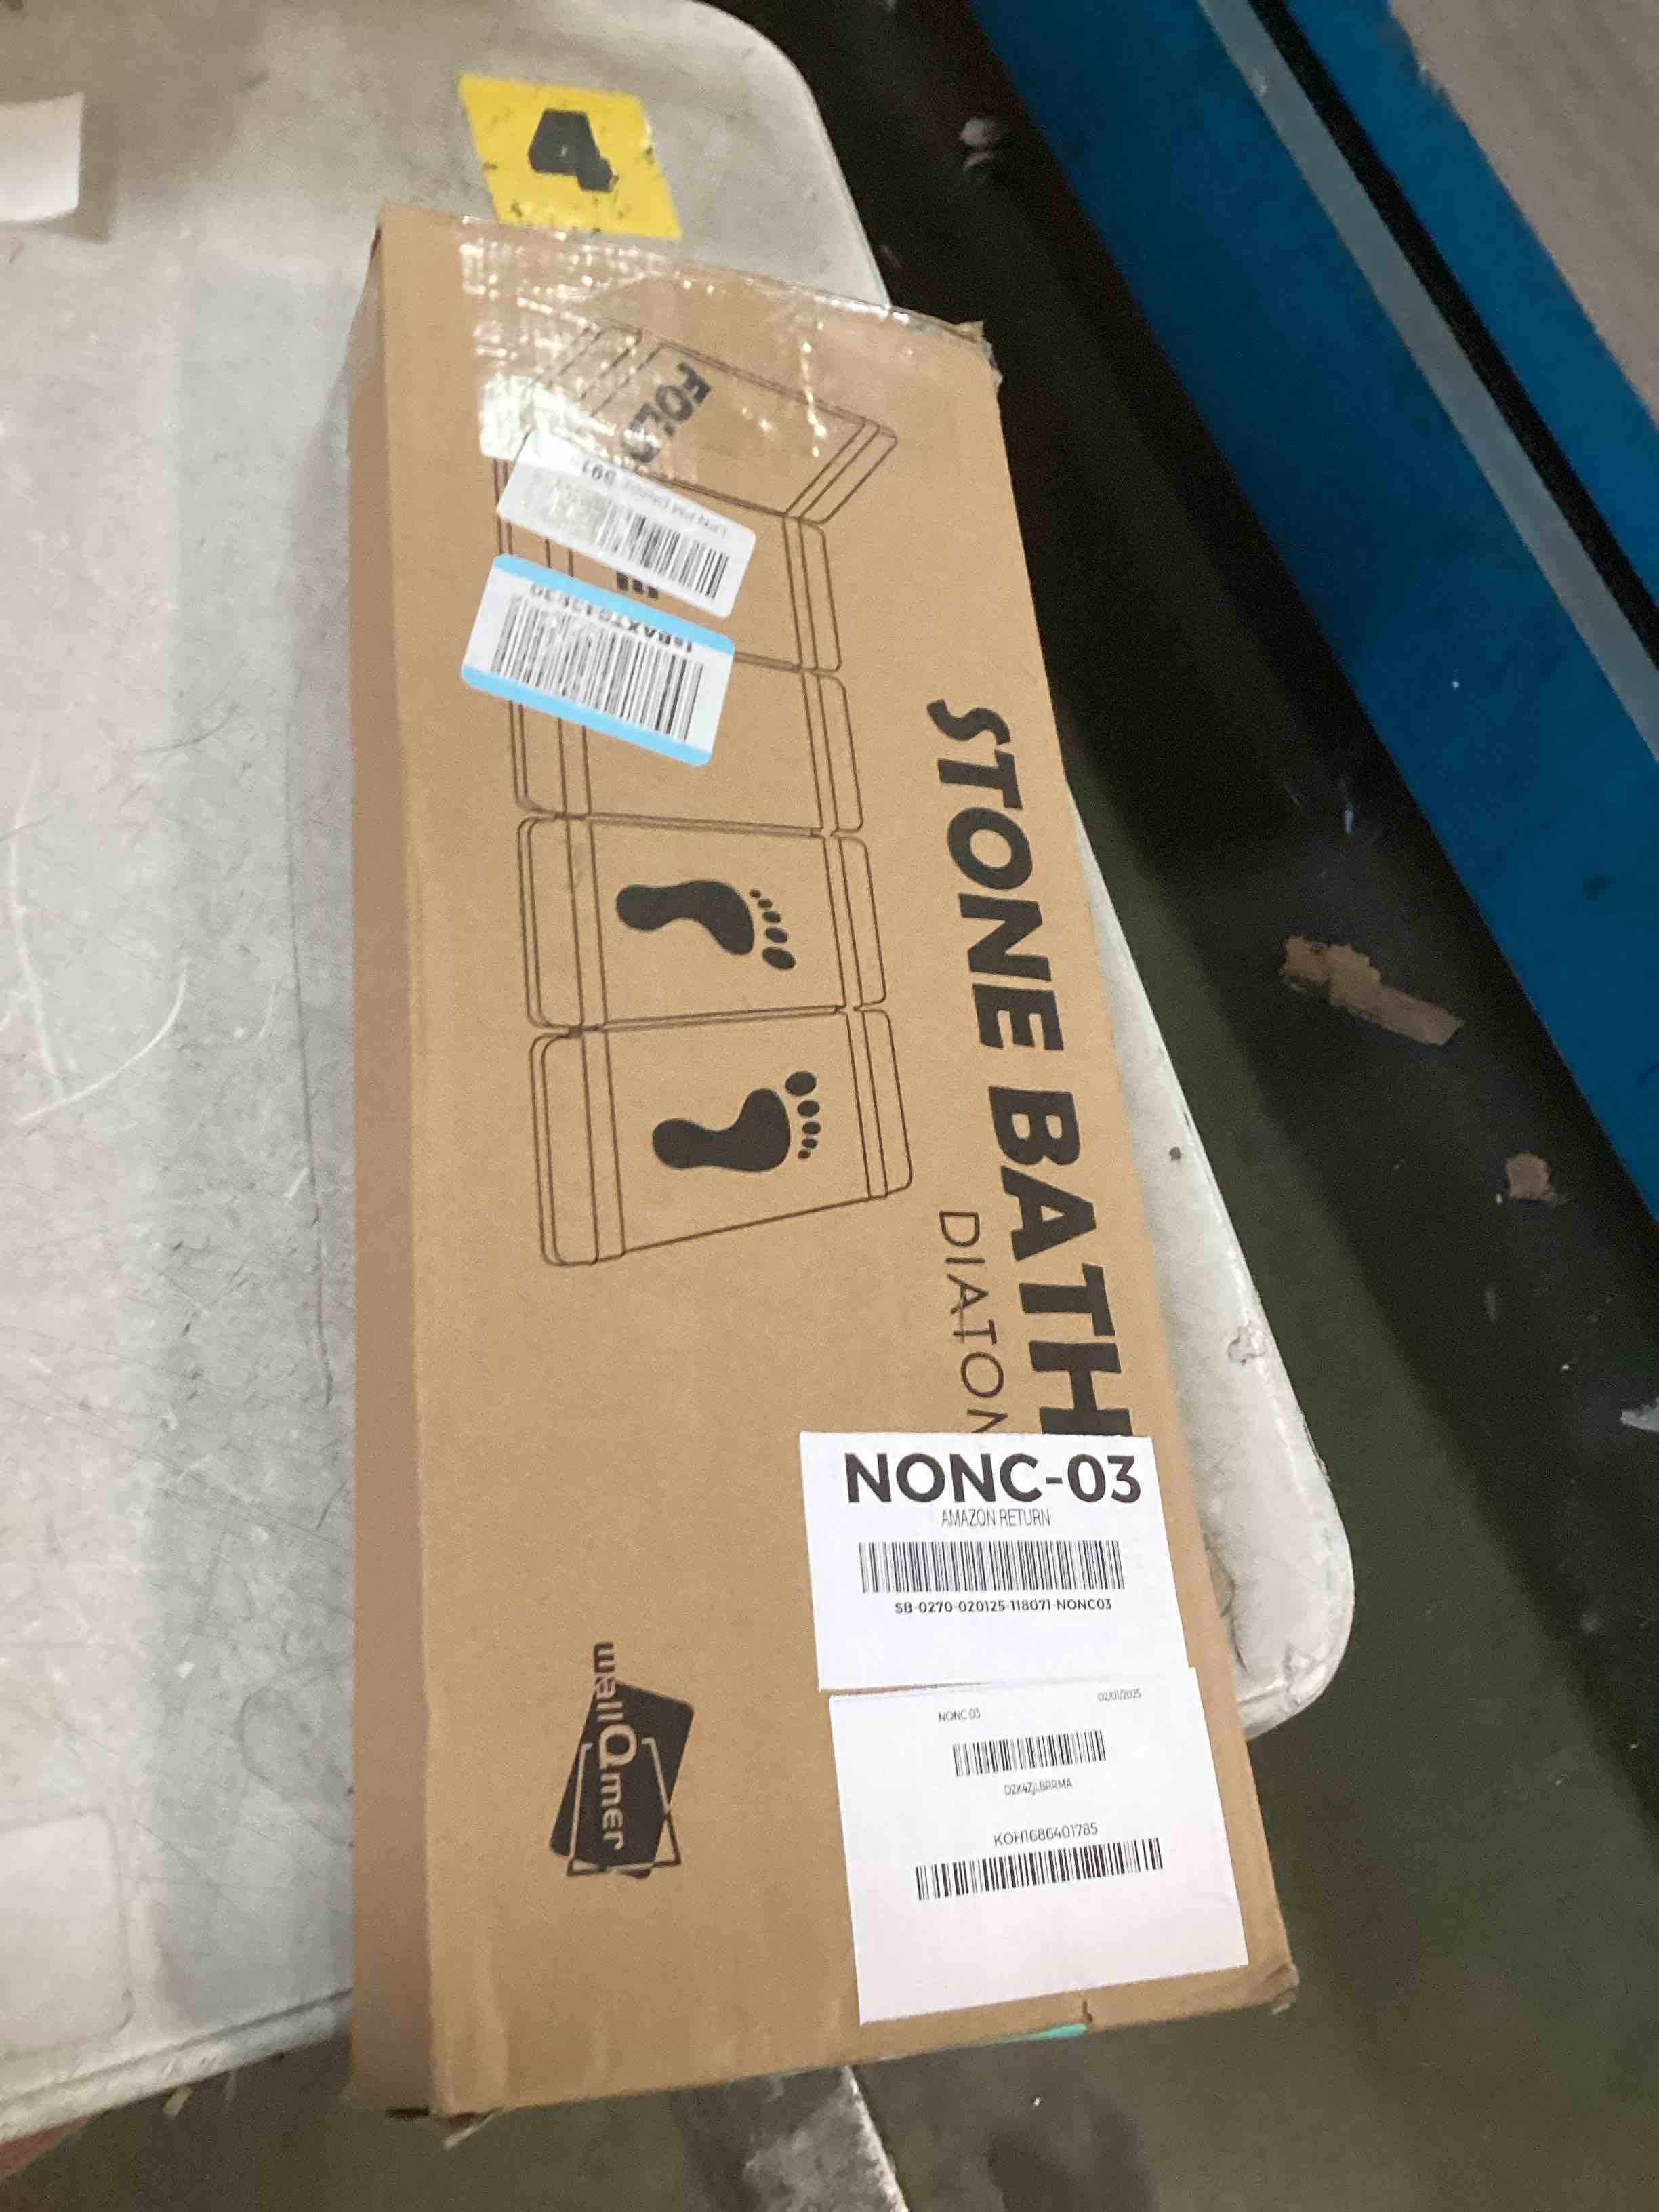 4
FOLD
STONE BATH
DIATOM
NONC-03
AMAZON RETURN
SB-0270-020125-118071-NONC03
NONC 03
02/01/2025
KOH1686401785
wallQmer